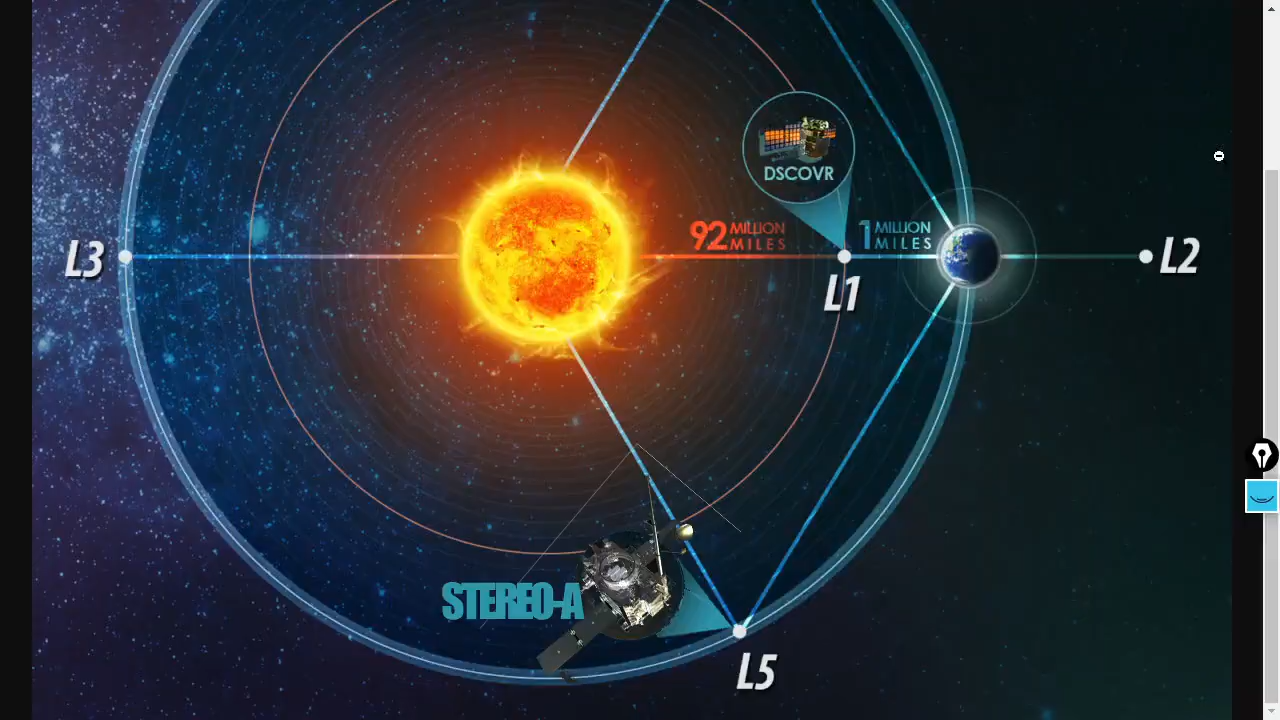 DSCOVR
92 MILLION MILES
1 MILLION MILES
L3
L2
L1
STEREO-A
L5